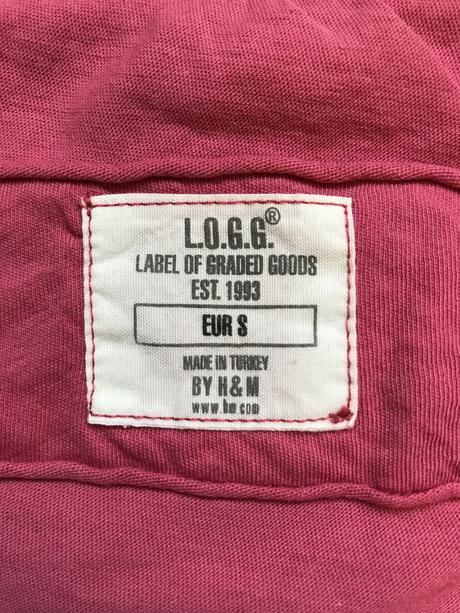 L.O.G.G.®
LABEL OF GRADED GOODS
EST. 1993
EUR S
MADE IN TURKEY
BY H&M
www.hm.com